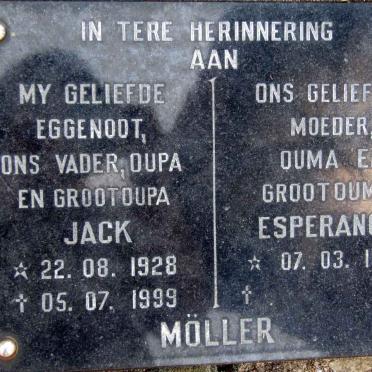 IN TERE HERINNERING
AAN
MY GELIEFDE
EGGENOOT,
ONS VADER, OUPA
EN GROOTOUPA
JACK
☆ 22. 08. 1928
✝ 05. 07. 1999
ONS GELIEF
MOEDER,
OUMA E
GROOTOUM
ESPERAN
☆ 07. 03. 1
✝
MÖLLER